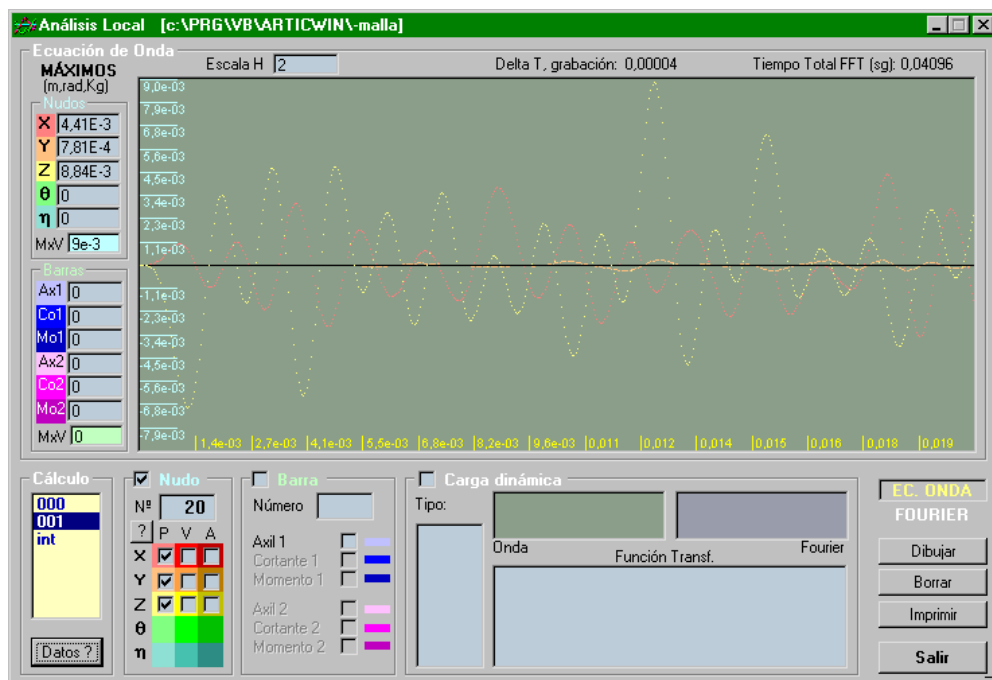 Análisis Local [c:\PRG\VB\ARTICWIN\-malla]
Ecuación de Onda
MÁXIMOS
(m,rad,Kg)
Escala H 2
Delta T, grabación: 0,00004
Tiempo Total FFT (sg): 0,04096
Nudos
X 4,41E-3
Y 7,81E-4
Z 8,84E-3
θ 0
η 0
MxV 9e-3
Barras
Ax1 0
Co1 0
Mo1 0
Ax2 0
Co2 0
Mo2 0
MxV 0
9,0e-03
7,9e-03
6,8e-03
5,6e-03
4,5e-03
3,4e-03
2,3e-03
1,1e-03
-1,1e-03
-2,3e-03
-3,4e-03
-4,5e-03
-5,6e-03
-6,8e-03
-7,9e-03
1,4e-03 2,7e-03 4,1e-03 5,5e-03 6,8e-03 8,2e-03 9,6e-03 0,011 0,012 0,014 0,015 0,016 0,018 0,019
Cálculo
000
001
int
Datos ?
Nudo
Nº 20
? P V A
X
Y
Z
θ
η
Barra
Número
Axil 1
Cortante 1
Momento 1
Axil 2
Cortante 2
Momento 2
Carga dinámica
Tipo:
Onda
Fourier
Función Transf.
EC. ONDA
FOURIER
Dibujar
Borrar
Imprimir
Salir